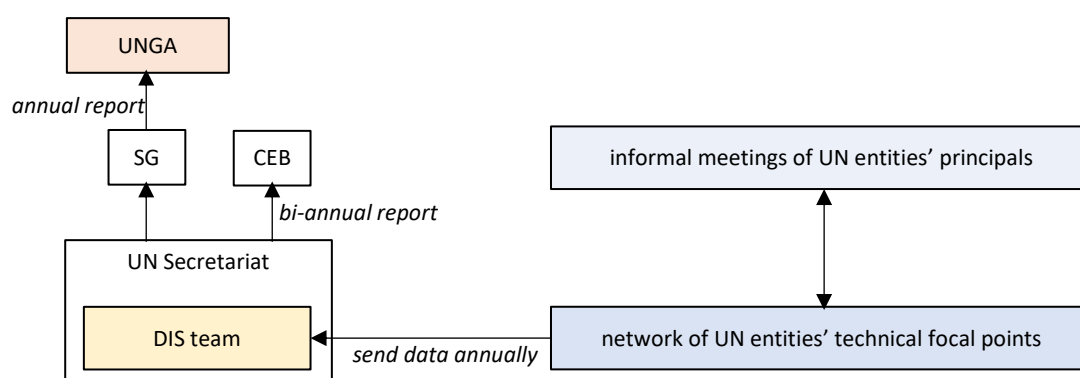 UNGA
annual report
SG
CEB
informal meetings of UN entities’ principals
bi-annual report
UN Secretariat
DIS team
network of UN entities’ technical focal points
send data annually